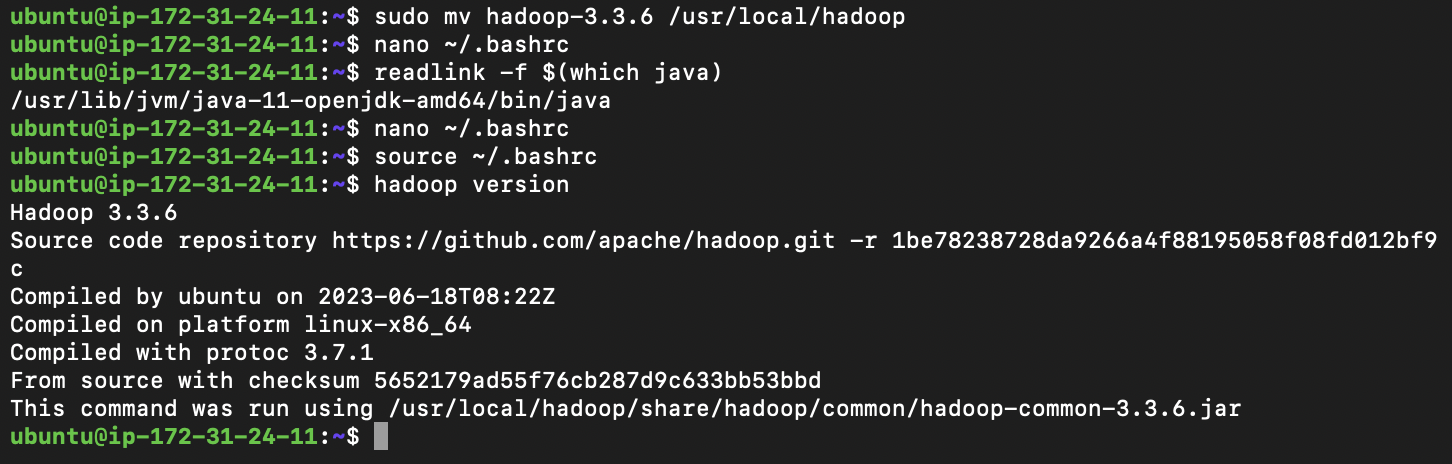 ubuntu@ip-172-31-24-11:~$ sudo mv hadoop-3.3.6 /usr/local/hadoop
ubuntu@ip-172-31-24-11:~$ nano ~/.bashrc
ubuntu@ip-172-31-24-11:~$ readlink -f $(which java)
/usr/lib/jvm/java-11-openjdk-amd64/bin/java
ubuntu@ip-172-31-24-11:~$ nano ~/.bashrc
ubuntu@ip-172-31-24-11:~$ source ~/.bashrc
ubuntu@ip-172-31-24-11:~$ hadoop version
Hadoop 3.3.6
Source code repository https://github.com/apache/hadoop.git -r 1be78238728da9266a4f88195058f08fd012bf9
c
Compiled by ubuntu on 2023-06-18T08:22Z
Compiled on platform linux-x86_64
Compiled with protoc 3.7.1
From source with checksum 5652179ad55f76cb287d9c633bb53bbd
This command was run using /usr/local/hadoop/share/hadoop/common/hadoop-common-3.3.6.jar
ubuntu@ip-172-31-24-11:~$